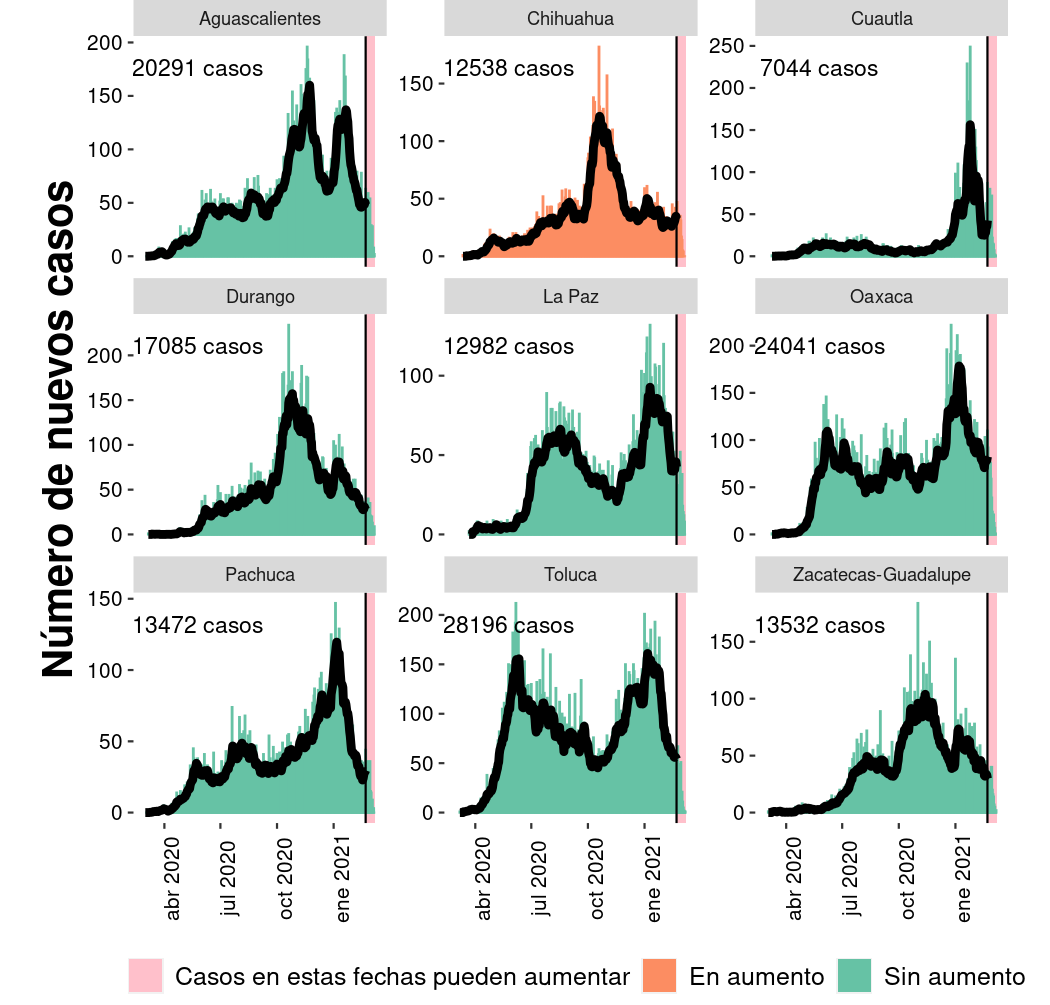 Número de nuevos casos
Aguascalientes
Chihuahua
Cuautla
200
150
100
50
0
20291 casos
150
100
50
0
12538 casos
250
200
150
100
50
0
7044 casos
Durango
La Paz
Oaxaca
200
150
100
50
0
17085 casos
100
50
0
12982 casos
200
150
100
50
0
24041 casos
Pachuca
Toluca
Zacatecas-Guadalupe
150
100
50
0
13472 casos
200
150
100
50
0
28196 casos
150
100
50
0
13532 casos
abr 2020
jul 2020
oct 2020
ene 2021
abr 2020
jul 2020
oct 2020
ene 2021
abr 2020
jul 2020
oct 2020
ene 2021
Casos en estas fechas pueden aumentar
En aumento
Sin aumento